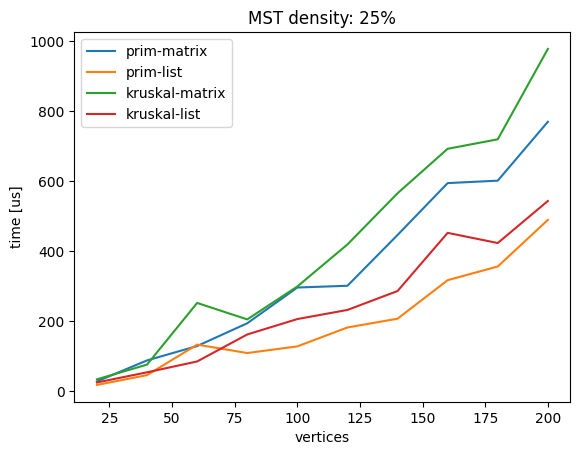 MST density: 25%
prim-matrix
prim-list
kruskal-matrix
kruskal-list
time [us]
1000
800
600
400
200
0
25
50
75
100
125
150
175
200
vertices